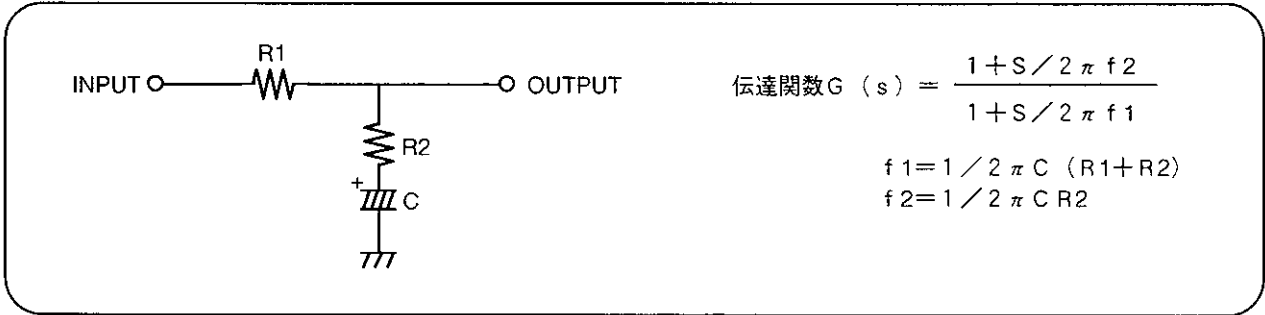 R1
INPUT
OUTPUT
R2
+
C
伝達関数G (s) = 1+S/2πf2
1+S/2πf1
f1=1/2πC (R1+R2)
f2=1/2πCR2